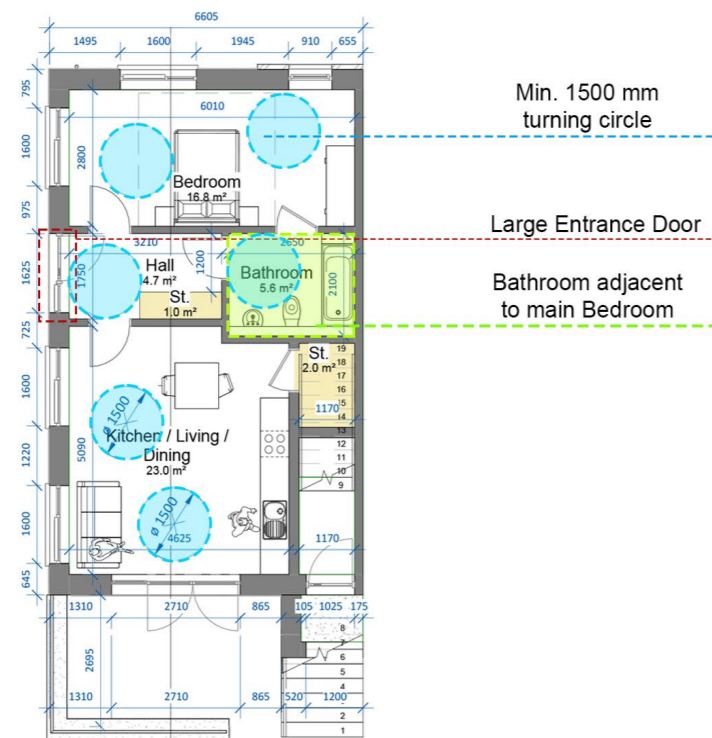 6605
1495
1600
1945
910
655
795
1600
975
1625
725
1600
1220
1600
645
6010
2800
Bedroom
16.8 m²
Min. 1500 mm
turning circle
Large Entrance Door
Bathroom adjacent
to main Bedroom
3210
2650
1750
1200
2100
Hall
4.7 m²
Bathroom
5.6 m²
St.
1.0 m²
St.
2.0 m²
19
18
17
16
15
14
13
12
11
10
9
1170
ø 1500
Kitchen / Living /
Dining
23.0 m²
5090
ø 1500
4625
1170
1310
2710
865
105
1025
175
2695
8
7
6
5
4
3
2
1
1310
2710
865
520
1200